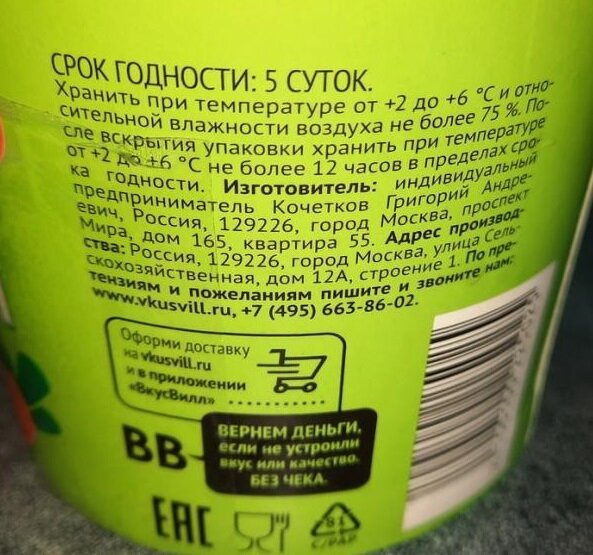 СРОК ГОДНОСТИ: 5 СУТОК.
Хранить при температуре от +2 до +6 °C и отно-
сительной влажности воздуха не более 75 %. По-
сле вскрытия упаковки хранить при температуре
от +2 до +6 °C не более 12 часов в пределах сро-
ка годности. Изготовитель: индивидуальный
предприниматель Кочетков Григорий Андре-
евич, Россия, 129226, город Москва, проспект
Мира, дом 165, квартира 55. Адрес производ-
ства: Россия, 129226, город Москва, улица Сель-
скохозяйственная, дом 12А, строение 1. По пре-
тензиям и пожеланиям пишите и звоните нам:
www.vkusvill.ru, +7 (495) 663-86-02.
Оформи доставку
на vkusvill.ru
и в приложении
«ВкусВилл»
ВВ
ВЕРНЕМ ДЕНЬГИ,
если не устроили
вкус или качество.
БЕЗ ЧЕКА.
EAC
81
C/PAP